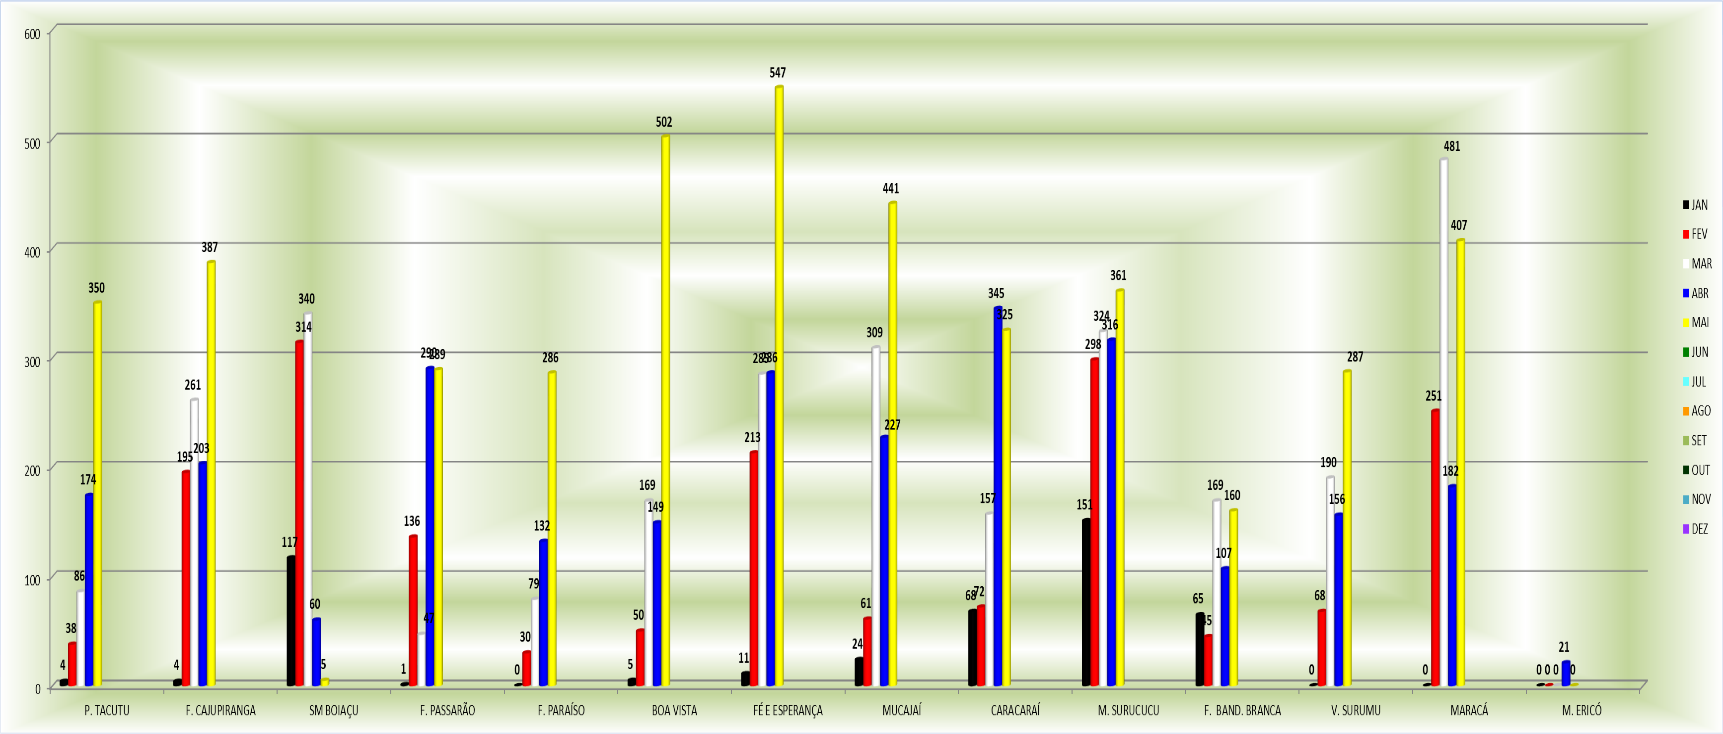 600
500
400
300
200
100
0
4 38 86 174 350
4 195 261 203 387
117 314 340 60 5
1 136 47 290 289
0 30 79 132 286
5 50 169 149 502
11 213 286 547
24 61 309 227 441
68 72 157 345 325
151 298 324 316 361
65 45 169 107 160
0 68 190 156 287
0 251 481 182 407
0 0 0 21 0
P. TACUTU
F. CAJUPIRANGA
SM BOIAÇU
F. PASSARÃO
F. PARAÍSO
BOA VISTA
FÉ E ESPERANÇA
MUCAJAÍ
CARACARAÍ
M. SURUCUCU
F. BAND. BRANCA
V. SURUMU
MARACÁ
M. ERICÓ
JAN
FEV
MAR
ABR
MAI
JUN
JUL
AGO
SET
OUT
NOV
DEZ